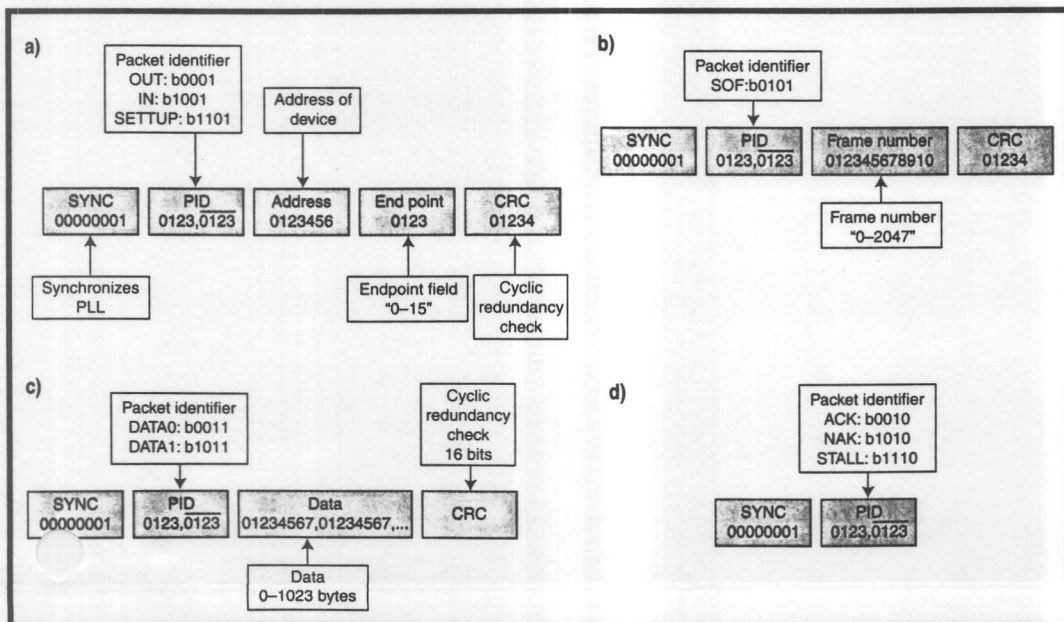 a)
Packet identifier
OUT: b0001
IN: b1001
SETTUP: b1101
Address of
device
SYNC
00000001
PID
0123,0123
Address
0123456
End point
0123
CRC
01234
Synchronizes
PLL
Endpoint field
“0–15”
Cyclic
redundancy
check
b)
Packet identifier
SOF:b0101
SYNC
00000001
PID
0123,0123
Frame number
012345678910
CRC
01234
Frame number
“0–2047”
c)
Packet identifier
DATA0: b0011
DATA1: b1011
Cyclic
redundancy
check
16 bits
SYNC
00000001
PID
0123,0123
Data
01234567,01234567,...
CRC
Data
0–1023 bytes
d)
Packet identifier
ACK: b0010
NAK: b1010
STALL: b1110
SYNC
00000001
PID
0123,0123